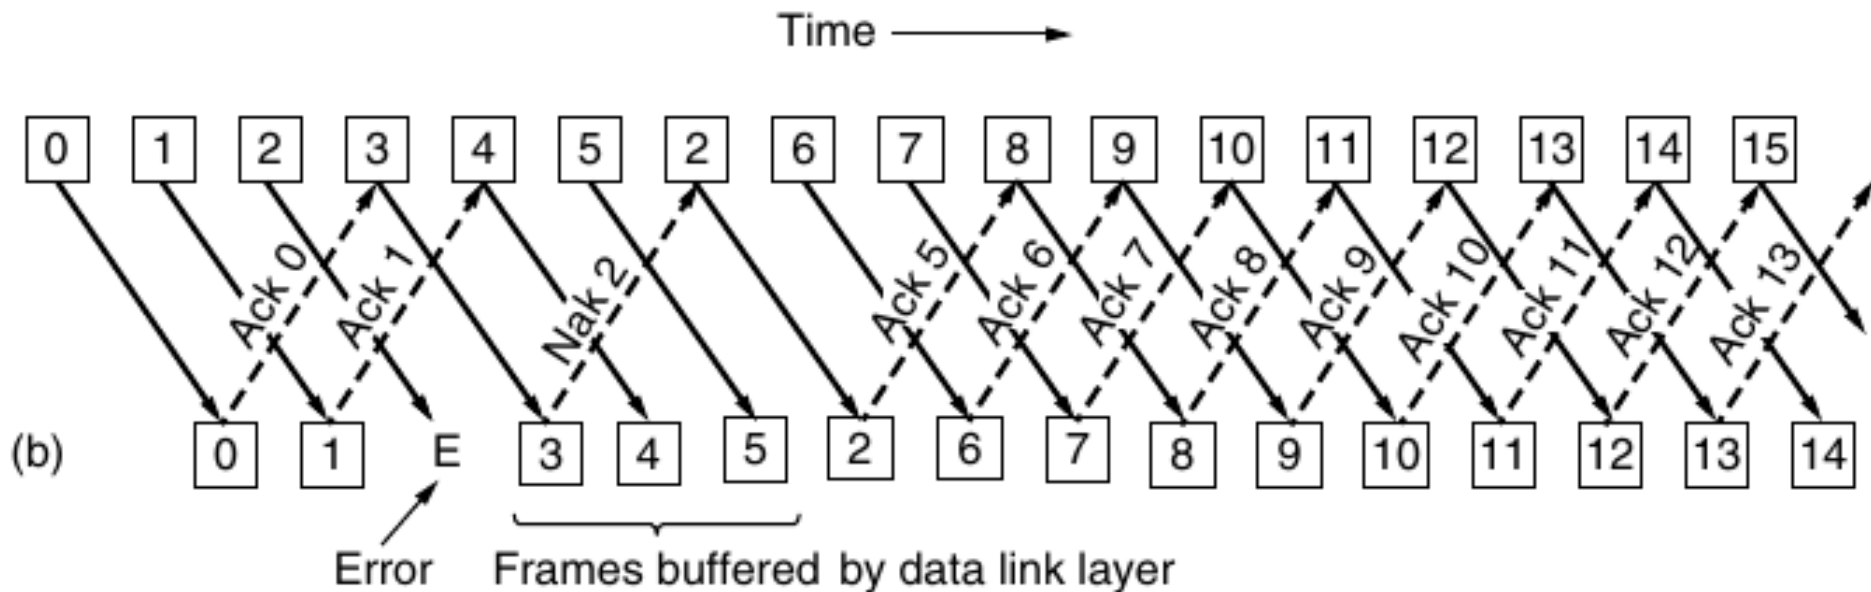 Time
0 1 2 3 4 5 2 6 7 8 9 10 11 12 13 14 15
Ack 0 Ack 1 Nak 2 Ack 5 Ack 6 Ack 7 Ack 8 Ack 9 Ack 10 Ack 11 Ack 12 Ack 13
(b) 0 1 E 3 4 5 2 6 7 8 9 10 11 12 13 14
Error Frames buffered by data link layer